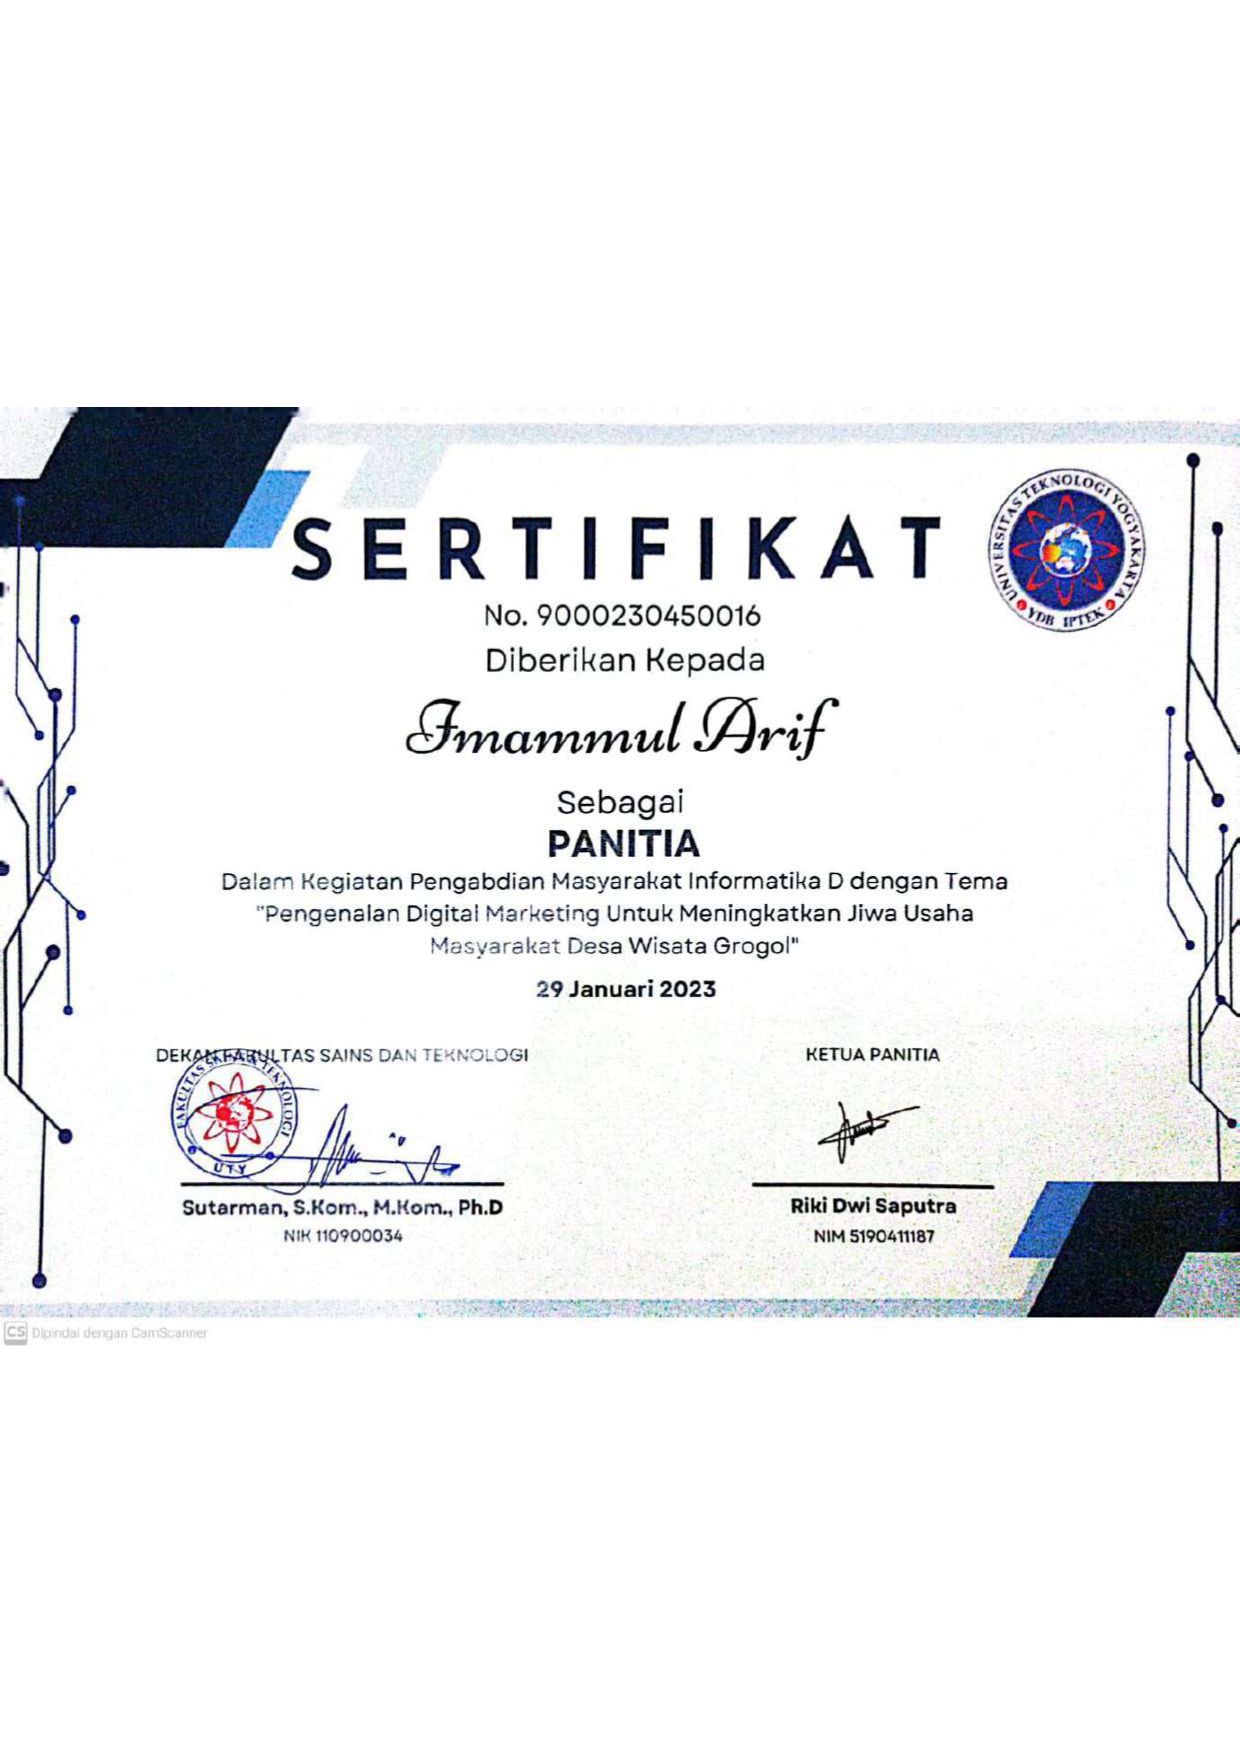 SERTIFIKAT
UNIVERSITAS TEKNOLOGI YOGYAKARTA
YDB IPTEK
No. 9000230450016
Diberikan Kepada
Imammul Arif
Sebagai
PANITIA
Dalam Kegiatan Pengabdian Masyarakat Informatika D dengan Tema
"Pengenalan Digital Marketing Untuk Meningkatkan Jiwa Usaha
Masyarakat Desa Wisata Grogol"
29 Januari 2023
DEKAN FAKULTAS SAINS DAN TEKNOLOGI
FAKULTAS SAINS & TEKNOLOGI
UTY
Sutarman, S.Kom., M.Kom., Ph.D
NIK 110900034
KETUA PANITIA
Riki Dwi Saputra
NIM 5190411187
CS Dipindai dengan CamScanner